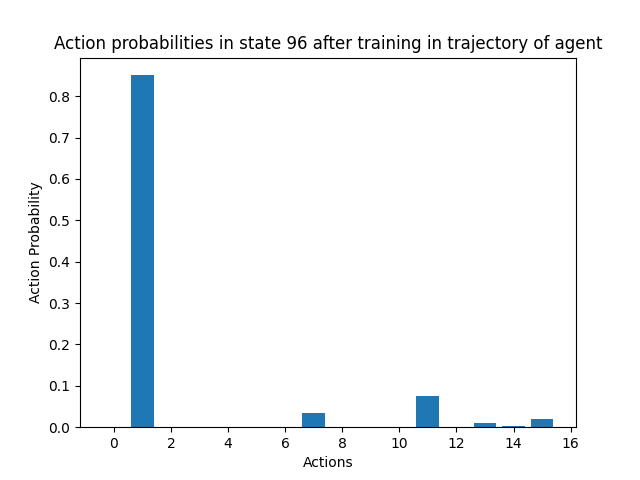 Action probabilities in state 96 after training in trajectory of agent
0.8
0.7
0.6
0.5
0.4
0.3
0.2
0.1
0.0
Action Probability
0 2 4 6 8 10 12 14 16
Actions